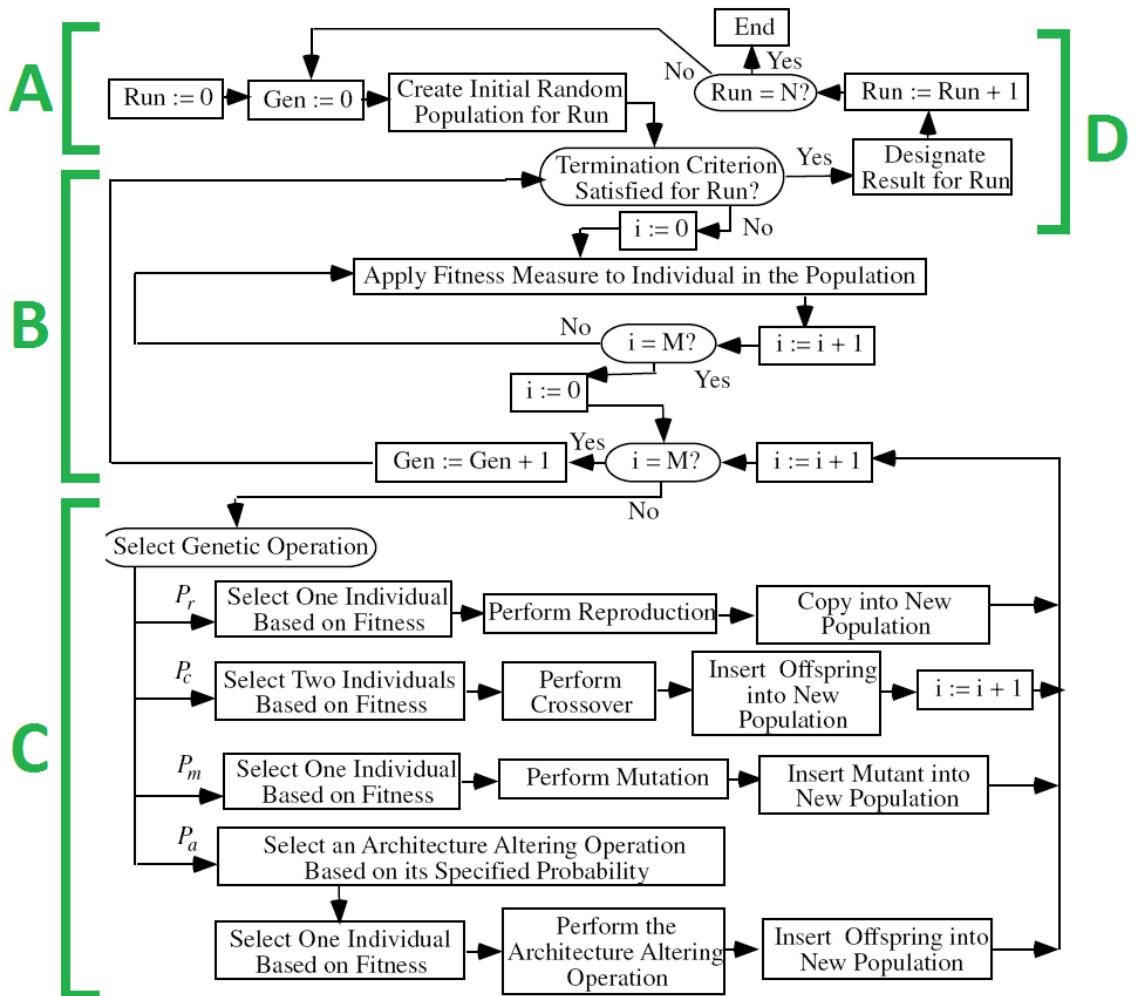 A
B
C
D
End
No
Yes
Run := 0
Gen := 0
Create Initial Random
Population for Run
Run = N?
Run := Run + 1
Termination Criterion
Satisfied for Run?
Yes
Designate
Result for Run
i := 0
No
Apply Fitness Measure to Individual in the Population
No
i = M?
i := i + 1
Yes
i := 0
Gen := Gen + 1
Yes
i = M?
i := i + 1
No
Select Genetic Operation
Pr
Select One Individual
Based on Fitness
Perform Reproduction
Copy into New
Population
Pc
Select Two Individuals
Based on Fitness
Perform
Crossover
Insert Offspring
into New
Population
i := i + 1
Pm
Select One Individual
Based on Fitness
Perform Mutation
Insert Mutant into
New Population
Pa
Select an Architecture Altering Operation
Based on its Specified Probability
Select One Individual
Based on Fitness
Perform the
Architecture Altering
Operation
Insert Offspring into
New Population